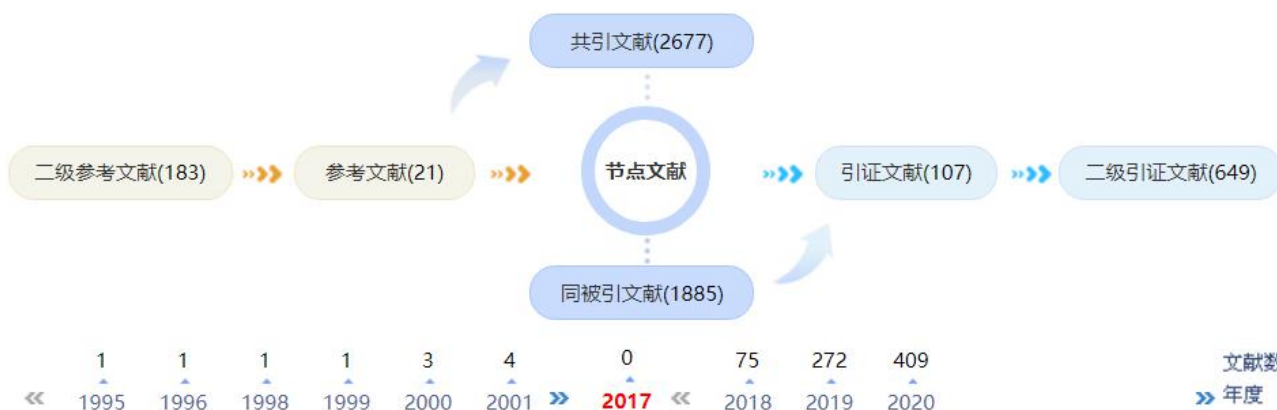 共引文献(2677)
二级参考文献(183)
参考文献(21)
节点文献
引证文献(107)
二级引证文献(649)
同被引文献(1885)
1 1 1 1 3 4 0 75 272 409 文献数
1995 1996 1998 1999 2000 2001 2017 2018 2019 2020 年度